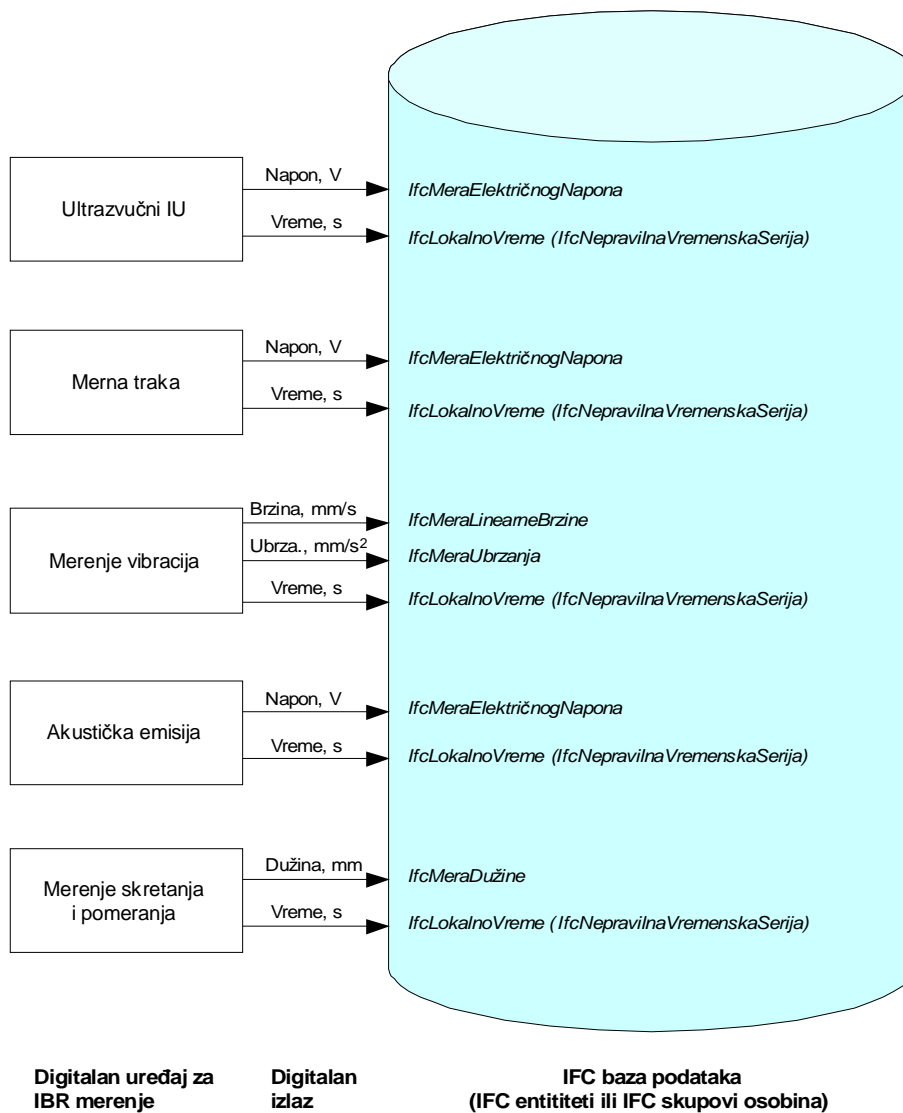 Ultrazvučni IU
Napon, V
IfcMeraElektričnogNapona
Vreme, s
IfcLokalnoVreme (IfcNepravilnaVremenskaSerija)
Merna traka
Napon, V
IfcMeraElektričnogNapona
Vreme, s
IfcLokalnoVreme (IfcNepravilnaVremenskaSerija)
Merenje vibracija
Brzina, mm/s
IfcMeraLinearneBrzine
Ubrza., mm/s²
IfcMeraUbrzanja
Vreme, s
IfcLokalnoVreme (IfcNepravilnaVremenskaSerija)
Akustička emisija
Napon, V
IfcMeraElektričnogNapona
Vreme, s
IfcLokalnoVreme (IfcNepravilnaVremenskaSerija)
Merenje skretanja
i pomeranja
Dužina, mm
IfcMeraDužine
Vreme, s
IfcLokalnoVreme (IfcNepravilnaVremenskaSerija)
Digitalan uređaj za
IBR merenje
Digitalan
izlaz
IFC baza podataka
(IFC entititeti ili IFC skupovi osobina)